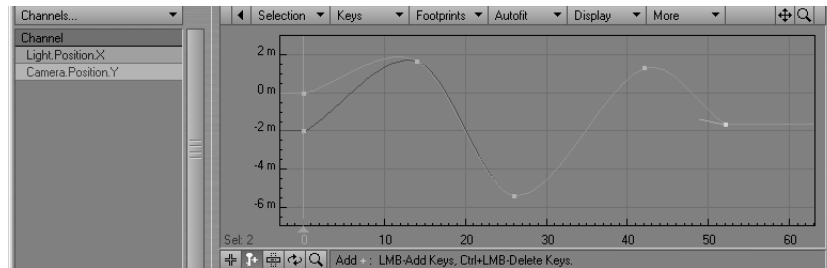 Channels...
Selection Keys Footprints Autofit Display More
Channel
Light.Position.X
Camera.Position.Y
2 m
0 m
-2 m
-4 m
-6 m
Sel: 2 0 10 20 30 40 50 60
Add + : LMB-Add Keys, Ctrl+LMB-Delete Keys.